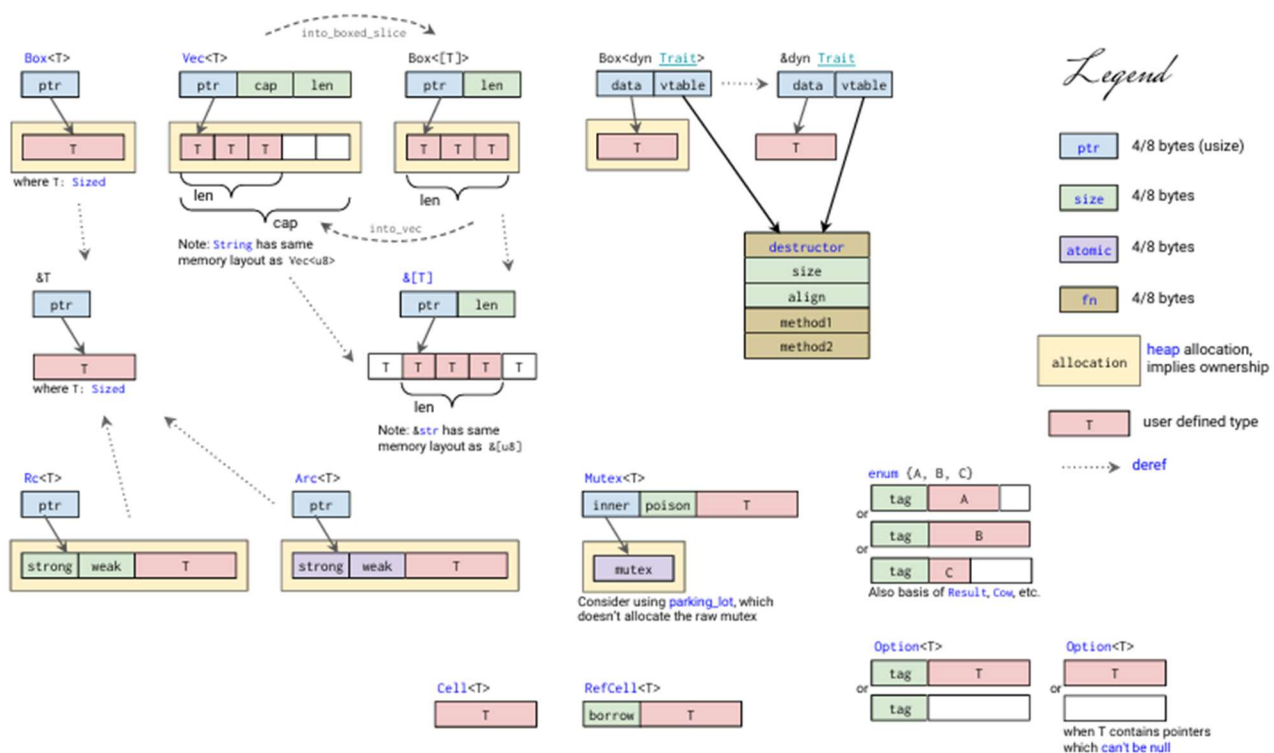 into_boxed_slice
Box<T>
ptr
T
where T: Sized
Vec<T>
ptr cap len
T T T
len
cap
Note: String has same
memory layout as Vec<u8>
Box<[T]>
ptr len
T T T
len
into_vec
Box<dyn Trait>
data vtable
T
&dyn Trait
data vtable
T
destructor
size
align
method1
method2
Legend
ptr 4/8 bytes (usize)
size 4/8 bytes
atomic 4/8 bytes
fn 4/8 bytes
allocation
heap allocation,
implies ownership
T user defined type
deref
&T
ptr
T
where T: Sized
&[T]
ptr len
T T T T T
len
Note: &str has same
memory layout as &[u8]
Rc<T>
ptr
strong weak T
Arc<T>
ptr
strong weak T
Mutex<T>
inner poison T
mutex
Consider using parking_lot, which
doesn't allocate the raw mutex
enum {A, B, C}
tag A
or
tag B
or
tag C
Also basis of Result, Cow, etc.
Cell<T>
T
RefCell<T>
borrow T
Option<T>
tag T
or
tag
Option<T>
T
or
when T contains pointers
which can't be null